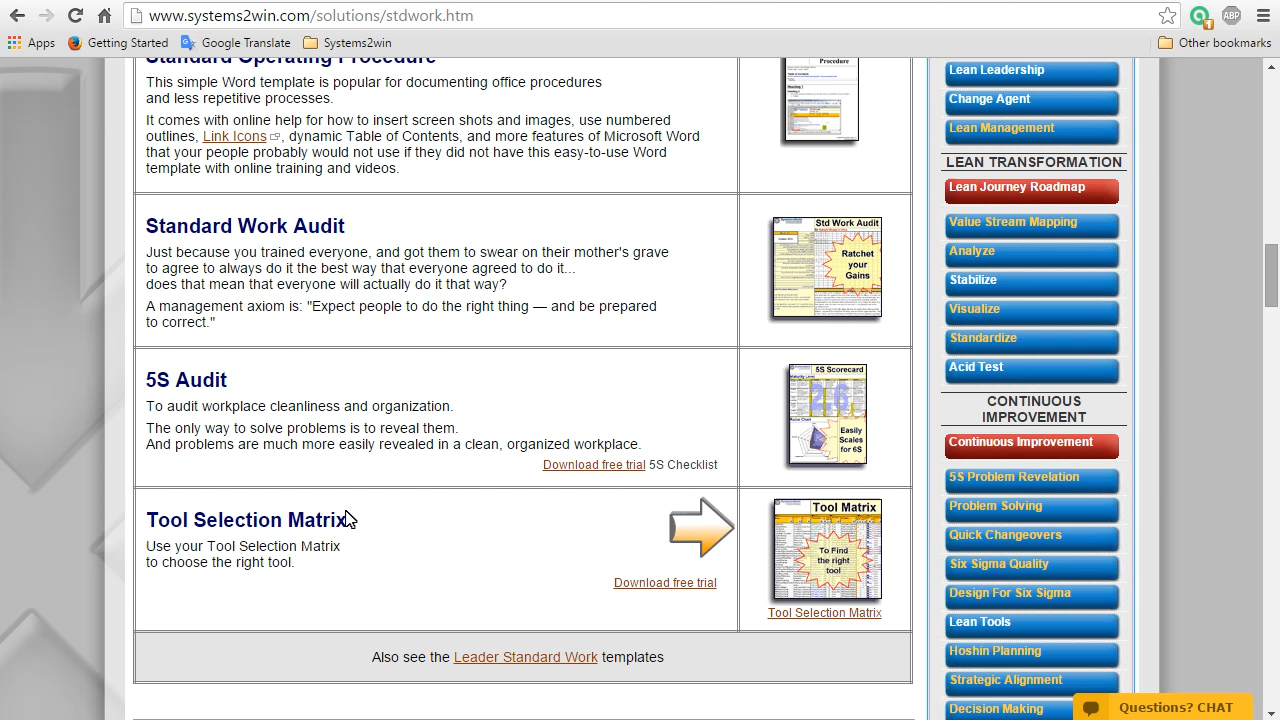 www.systems2win.com/solutions/stdwork.htm
ABP
Apps
Getting Started
Google Translate
Systems2win
Other bookmarks
Standard Operating Procedure
This simple Word template is perfect for documenting office procedures
and less repetitive processes.
It comes with online help for how to insert screen shots and images, use numbered
outlines, Link Icons, dynamic Table of Contents, and more features of Microsoft Word
that your people probably would not use if they did not have this easy-to-use Word
template with online training and videos.
Procedure
Standard Work Audit
Just because you trained everyone, and got them to swear on their mother's grave
to agree to always do it the best way that everyone agreed to do it...
does that mean that everyone will actually do it that way?
A management axiom is "Expect people to do the right thing — and be prepared
to correct."
Std Work Audit
Ratchet
your
Gains
5S Audit
To audit workplace cleanliness and organization.
The only way to solve problems is to reveal them.
And problems are much more easily revealed in a clean, organized workplace.
Download free trial 5S Checklist
5S Scorecard
2.6
Easily
Scales
for 6S
Tool Selection Matrix
Use your Tool Selection Matrix
to choose the right tool.
Download free trial
Tool Matrix
To Find
the right
tool
Tool Selection Matrix
Also see the Leader Standard Work templates
Lean Leadership
Change Agent
Lean Management
LEAN TRANSFORMATION
Lean Journey Roadmap
Value Stream Mapping
Analyze
Stabilize
Visualize
Standardize
Acid Test
CONTINUOUS
IMPROVEMENT
Continuous Improvement
5S Problem Revelation
Problem Solving
Quick Changeovers
Six Sigma Quality
Design For Six Sigma
Lean Tools
Hoshin Planning
Strategic Alignment
Decision Making
Questions? CHAT